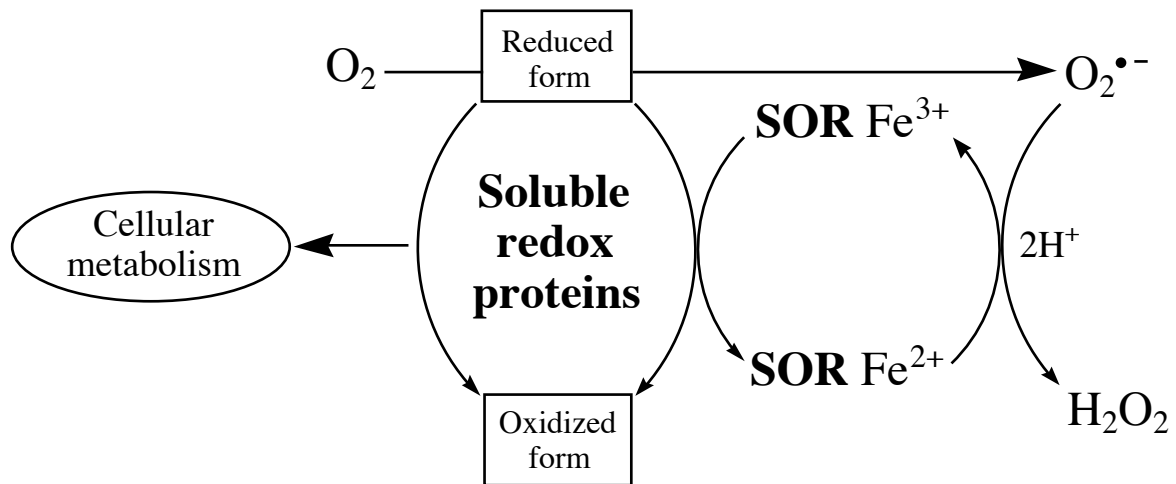 Reduced
form
O₂
O₂•−
SOR Fe³⁺
Soluble
redox
proteins
Cellular
metabolism
2H⁺
SOR Fe²⁺
H₂O₂
Oxidized
form